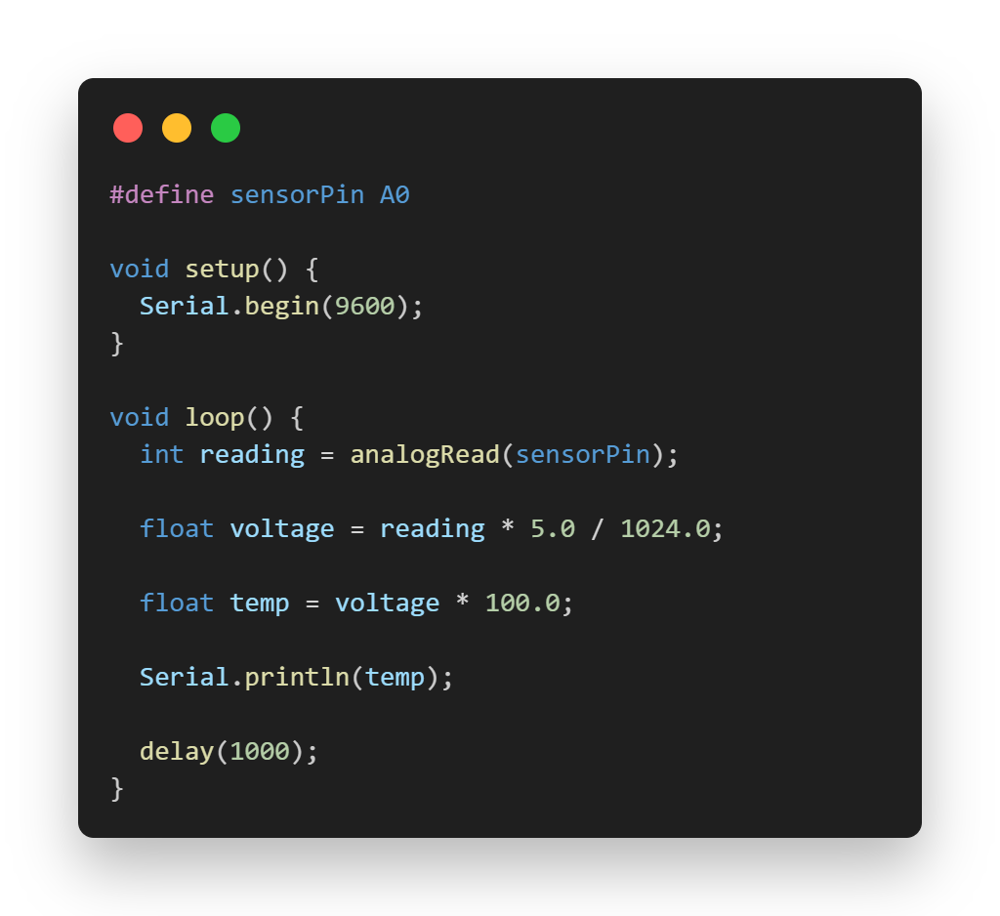 #define sensorPin A0
void setup() {
  Serial.begin(9600);
}
void loop() {
  int reading = analogRead(sensorPin);
  float voltage = reading * 5.0 / 1024.0;
  float temp = voltage * 100.0;
  Serial.println(temp);
  delay(1000);
}